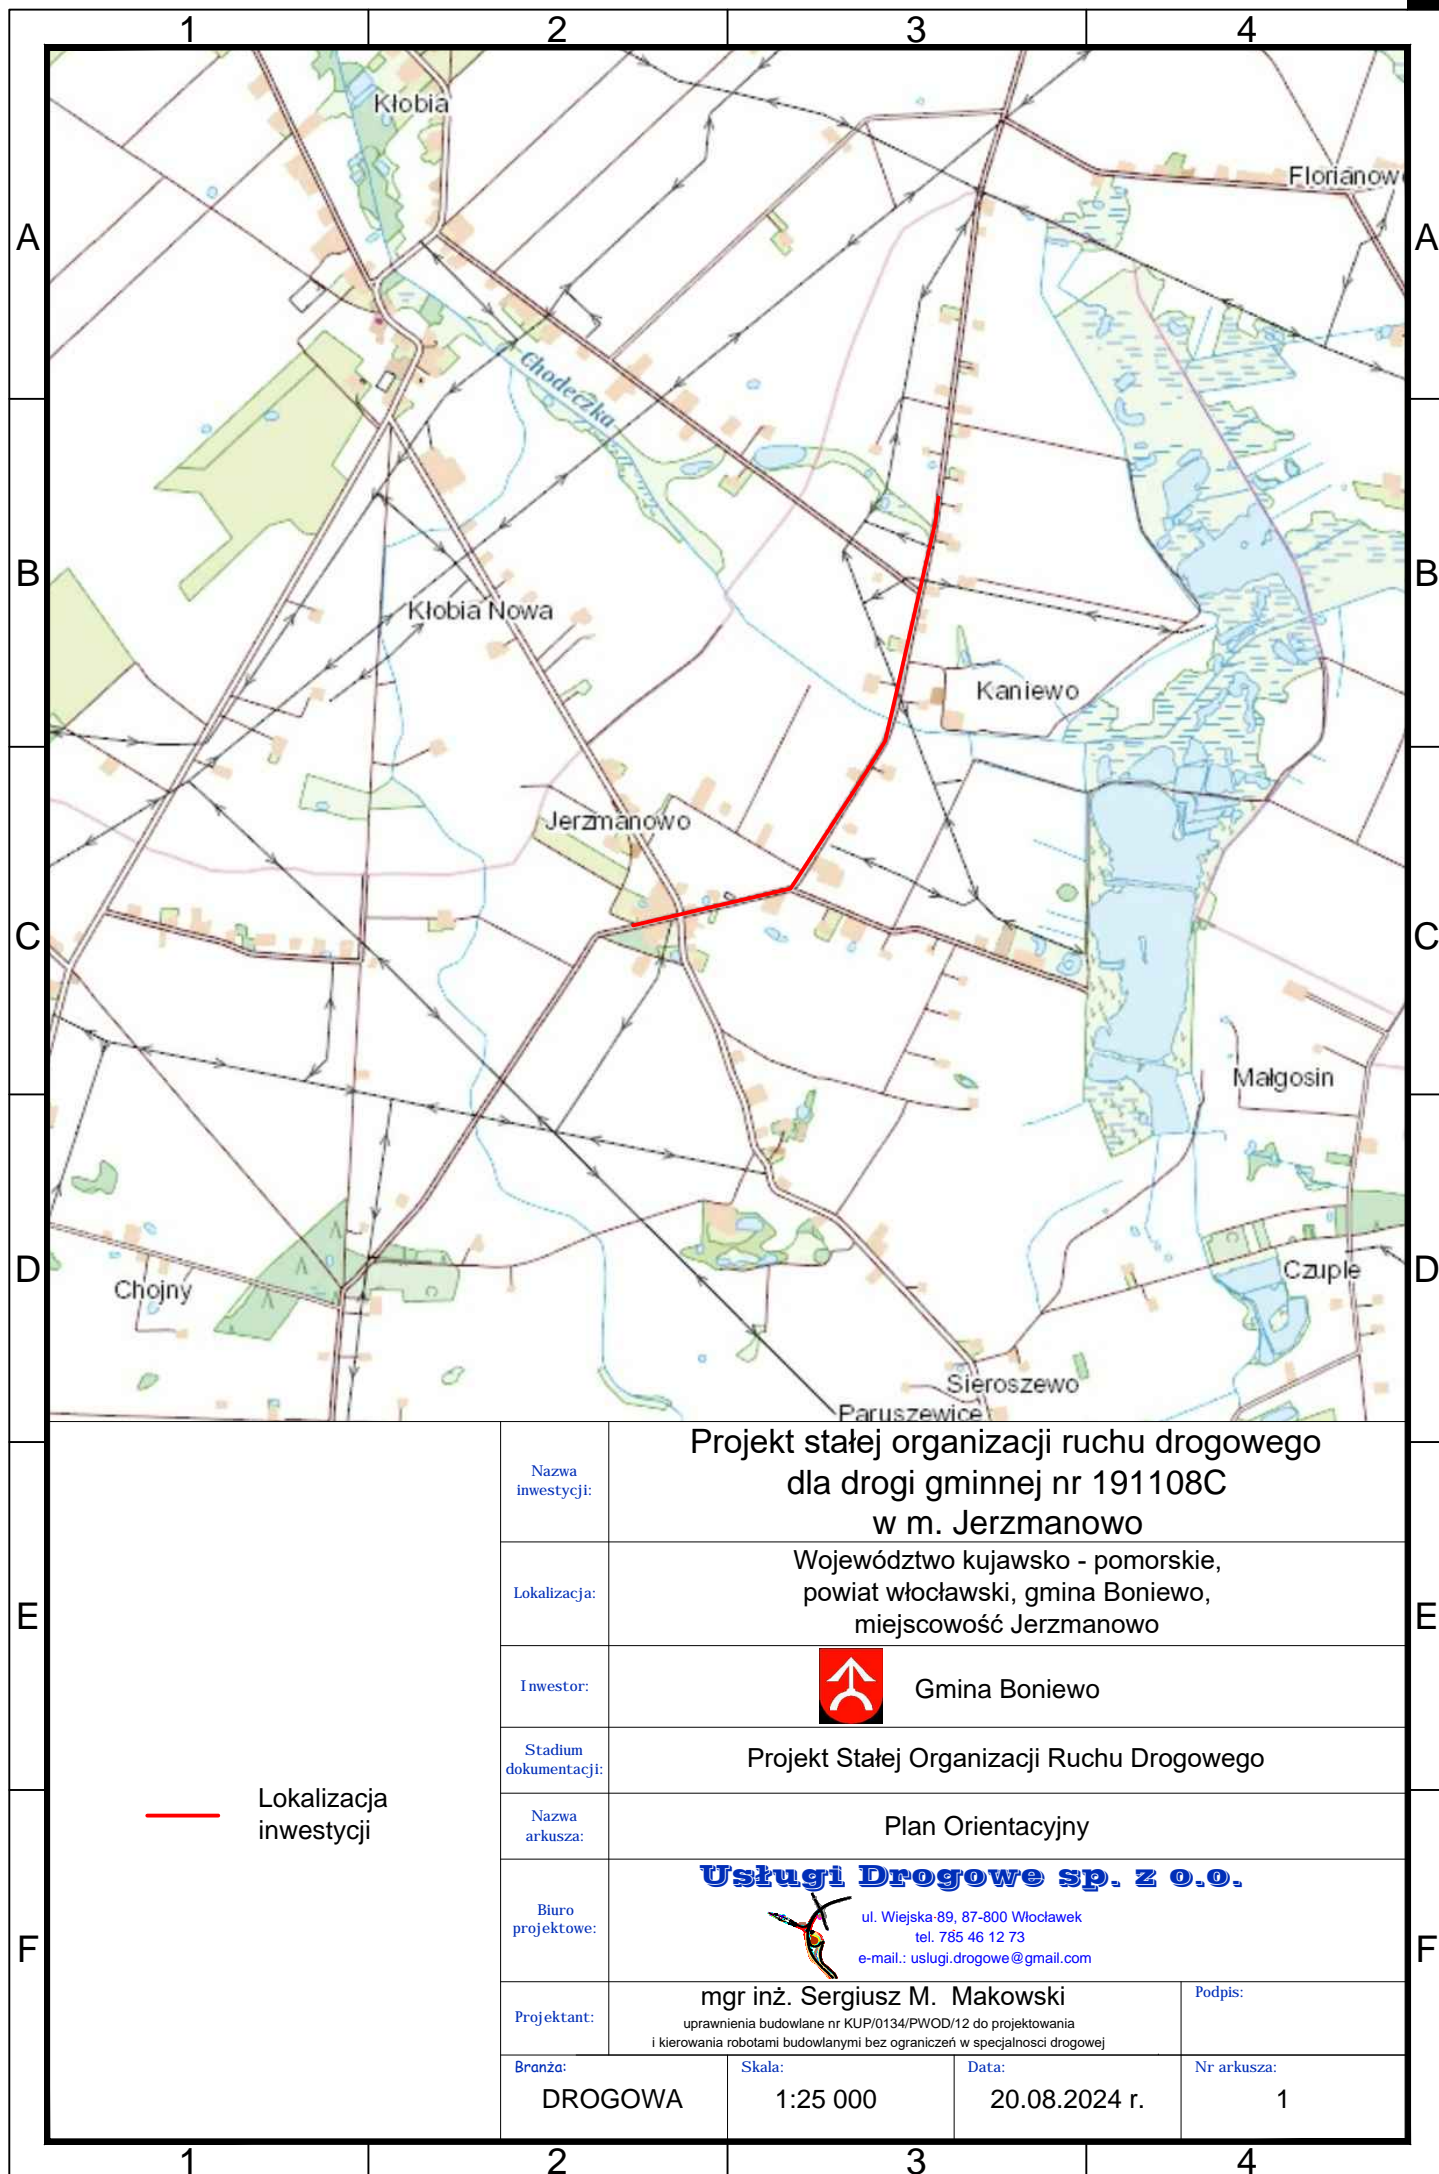 1 2 3 4
A A
B B
C C
D D
E E
F F
Kłobia
Florianow
Chodeczka
Kłobia Nowa
Kaniewo
Jerzmanowo
Małgosin
Chojny
Czuple
Sieroszewo
Paruszewice
Lokalizacja
inwestycji
Nazwa
inwestycji:
Projekt stałej organizacji ruchu drogowego
dla drogi gminnej nr 191108C
w m. Jerzmanowo
Lokalizacja:
Województwo kujawsko - pomorskie,
powiat włocławski, gmina Boniewo,
miejscowość Jerzmanowo
Inwestor:
Gmina Boniewo
Stadium
dokumentacji:
Projekt Stałej Organizacji Ruchu Drogowego
Nazwa
arkusza:
Plan Orientacyjny
Biuro
projektowe:
Usługi Drogowe sp. z o.o.
ul. Wiejska 89, 87-800 Włocławek
tel. 785 46 12 73
e-mail.: uslugi.drogowe@gmail.com
Projektant:
mgr inż. Sergiusz M. Makowski
uprawnienia budowlane nr KUP/0134/PWOD/12 do projektowania
i kierowania robotami budowlanymi bez ograniczeń w specjalnosci drogowej
Podpis:
Branża:
DROGOWA
Skala:
1:25 000
Data:
20.08.2024 r.
Nr arkusza:
1
1 2 3 4